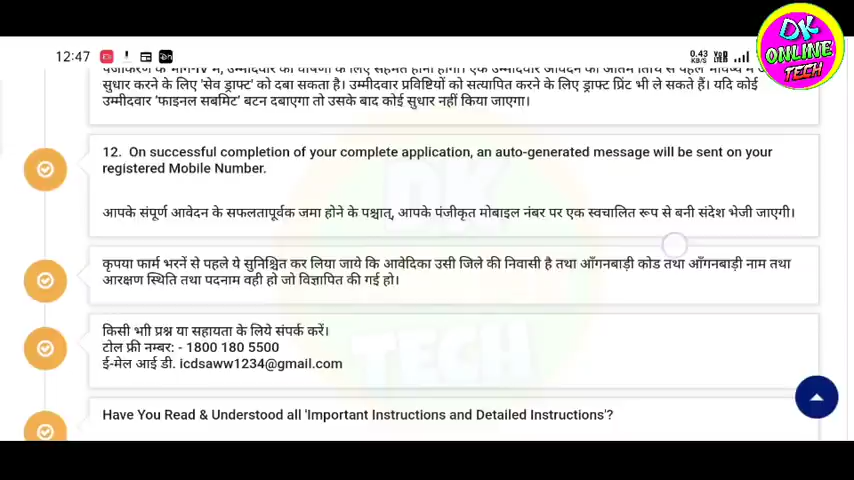 DK
ONLINE
TECH
12:47
0.43
KB/S
सुधार करने के लिए 'सेव ड्राफ्ट' को दबा सकता है। उम्मीदवार प्रविष्टियों को सत्यापित करने के लिए ड्राफ्ट प्रिंट भी ले सकते हैं। यदि कोई
उम्मीदवार 'फाइनल सबमिट' बटन दबाएगा तो उसके बाद कोई सुधार नहीं किया जाएगा।
12. On successful completion of your complete application, an auto-generated message will be sent on your
registered Mobile Number.
आपके संपूर्ण आवेदन के सफलतापूर्वक जमा होने के पश्चात्, आपके पंजीकृत मोबाइल नंबर पर एक स्वचालित रूप से बनी संदेश भेजी जाएगी।
कृपया फार्म भरनें से पहले ये सुनिश्चित कर लिया जाये कि आवेदिका उसी जिले की निवासी है तथा आँगनबाड़ी कोड तथा आँगनबाड़ी नाम तथा
आरक्षण स्थिति तथा पदनाम वही हो जो विज्ञापित की गई हो।
किसी भी प्रश्न या सहायता के लिये संपर्क करें।
टोल फ्री नम्बर: - 1800 180 5500
ई-मेल आई डी. icdsaww1234@gmail.com
Have You Read & Understood all 'Important Instructions and Detailed Instructions'?
DK
TECH